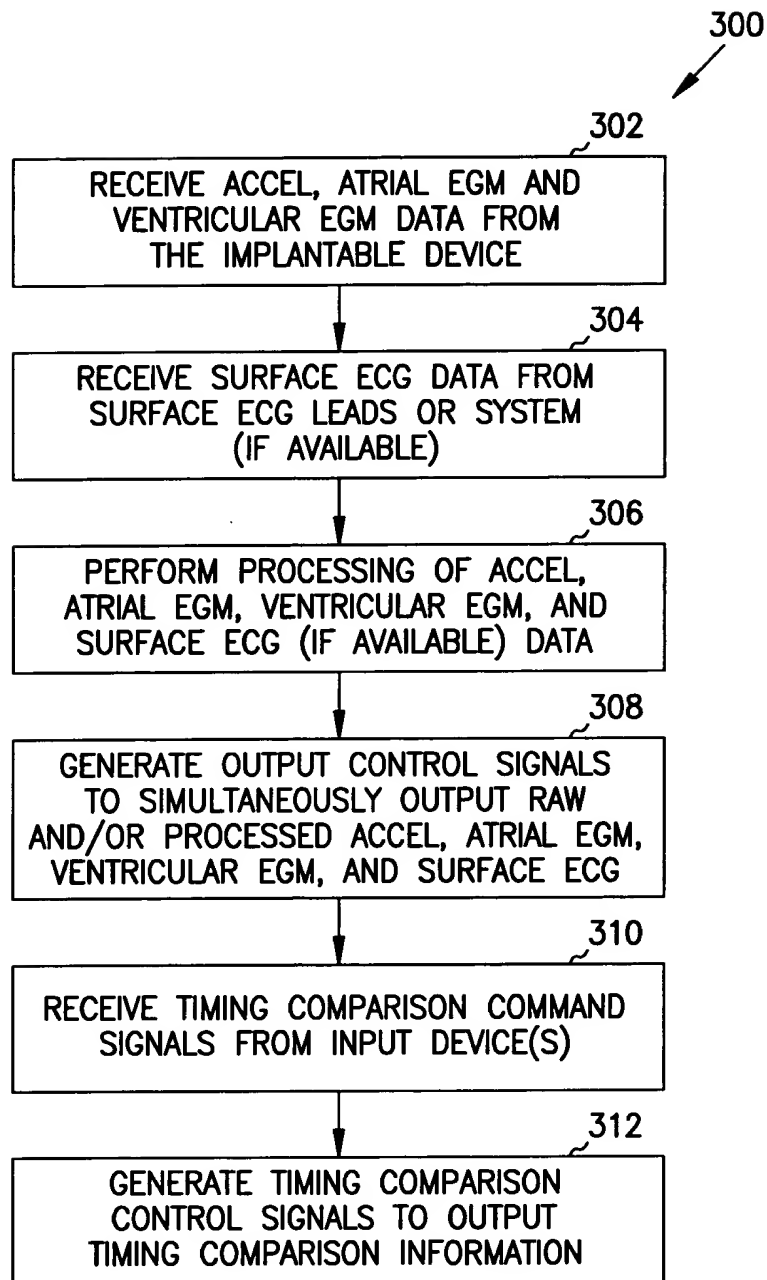 300
302
RECEIVE ACCEL, ATRIAL EGM AND
VENTRICULAR EGM DATA FROM
THE IMPLANTABLE DEVICE
304
RECEIVE SURFACE ECG DATA FROM
SURFACE ECG LEADS OR SYSTEM
(IF AVAILABLE)
306
PERFORM PROCESSING OF ACCEL,
ATRIAL EGM, VENTRICULAR EGM, AND
SURFACE ECG (IF AVAILABLE) DATA
308
GENERATE OUTPUT CONTROL SIGNALS
TO SIMULTANEOUSLY OUTPUT RAW
AND/OR PROCESSED ACCEL, ATRIAL EGM,
VENTRICULAR EGM, AND SURFACE ECG
310
RECEIVE TIMING COMPARISON COMMAND
SIGNALS FROM INPUT DEVICE(S)
312
GENERATE TIMING COMPARISON
CONTROL SIGNALS TO OUTPUT
TIMING COMPARISON INFORMATION